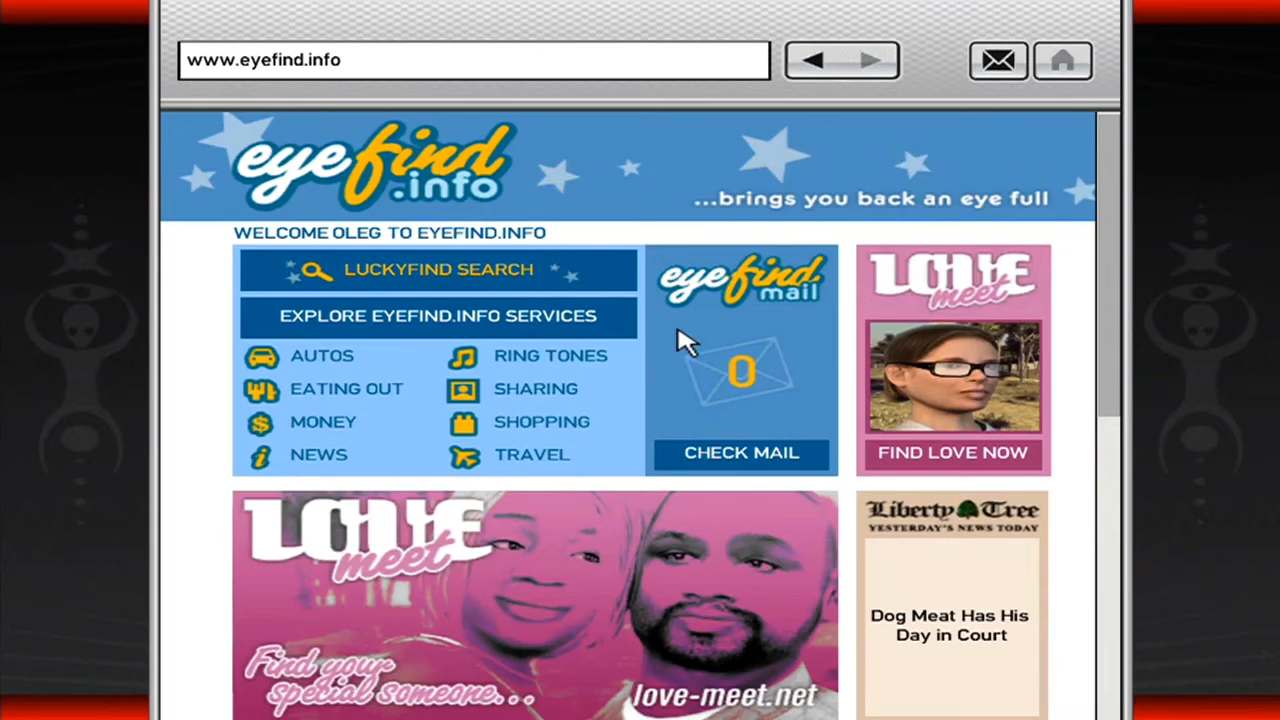 www.eyefind.info
eyefind
.info
...brings you back an eye full
WELCOME OLEG TO EYEFIND.INFO
LUCKYFIND SEARCH
EXPLORE EYEFIND.INFO SERVICES
AUTOS
RING TONES
EATING OUT
SHARING
MONEY
SHOPPING
NEWS
TRAVEL
eyefind
mail
0
CHECK MAIL
LOVE
meet
FIND LOVE NOW
LOVE
meet
Find your
special someone...
love-meet.net
Liberty Tree
YESTERDAY'S NEWS TODAY
Dog Meat Has His
Day in Court